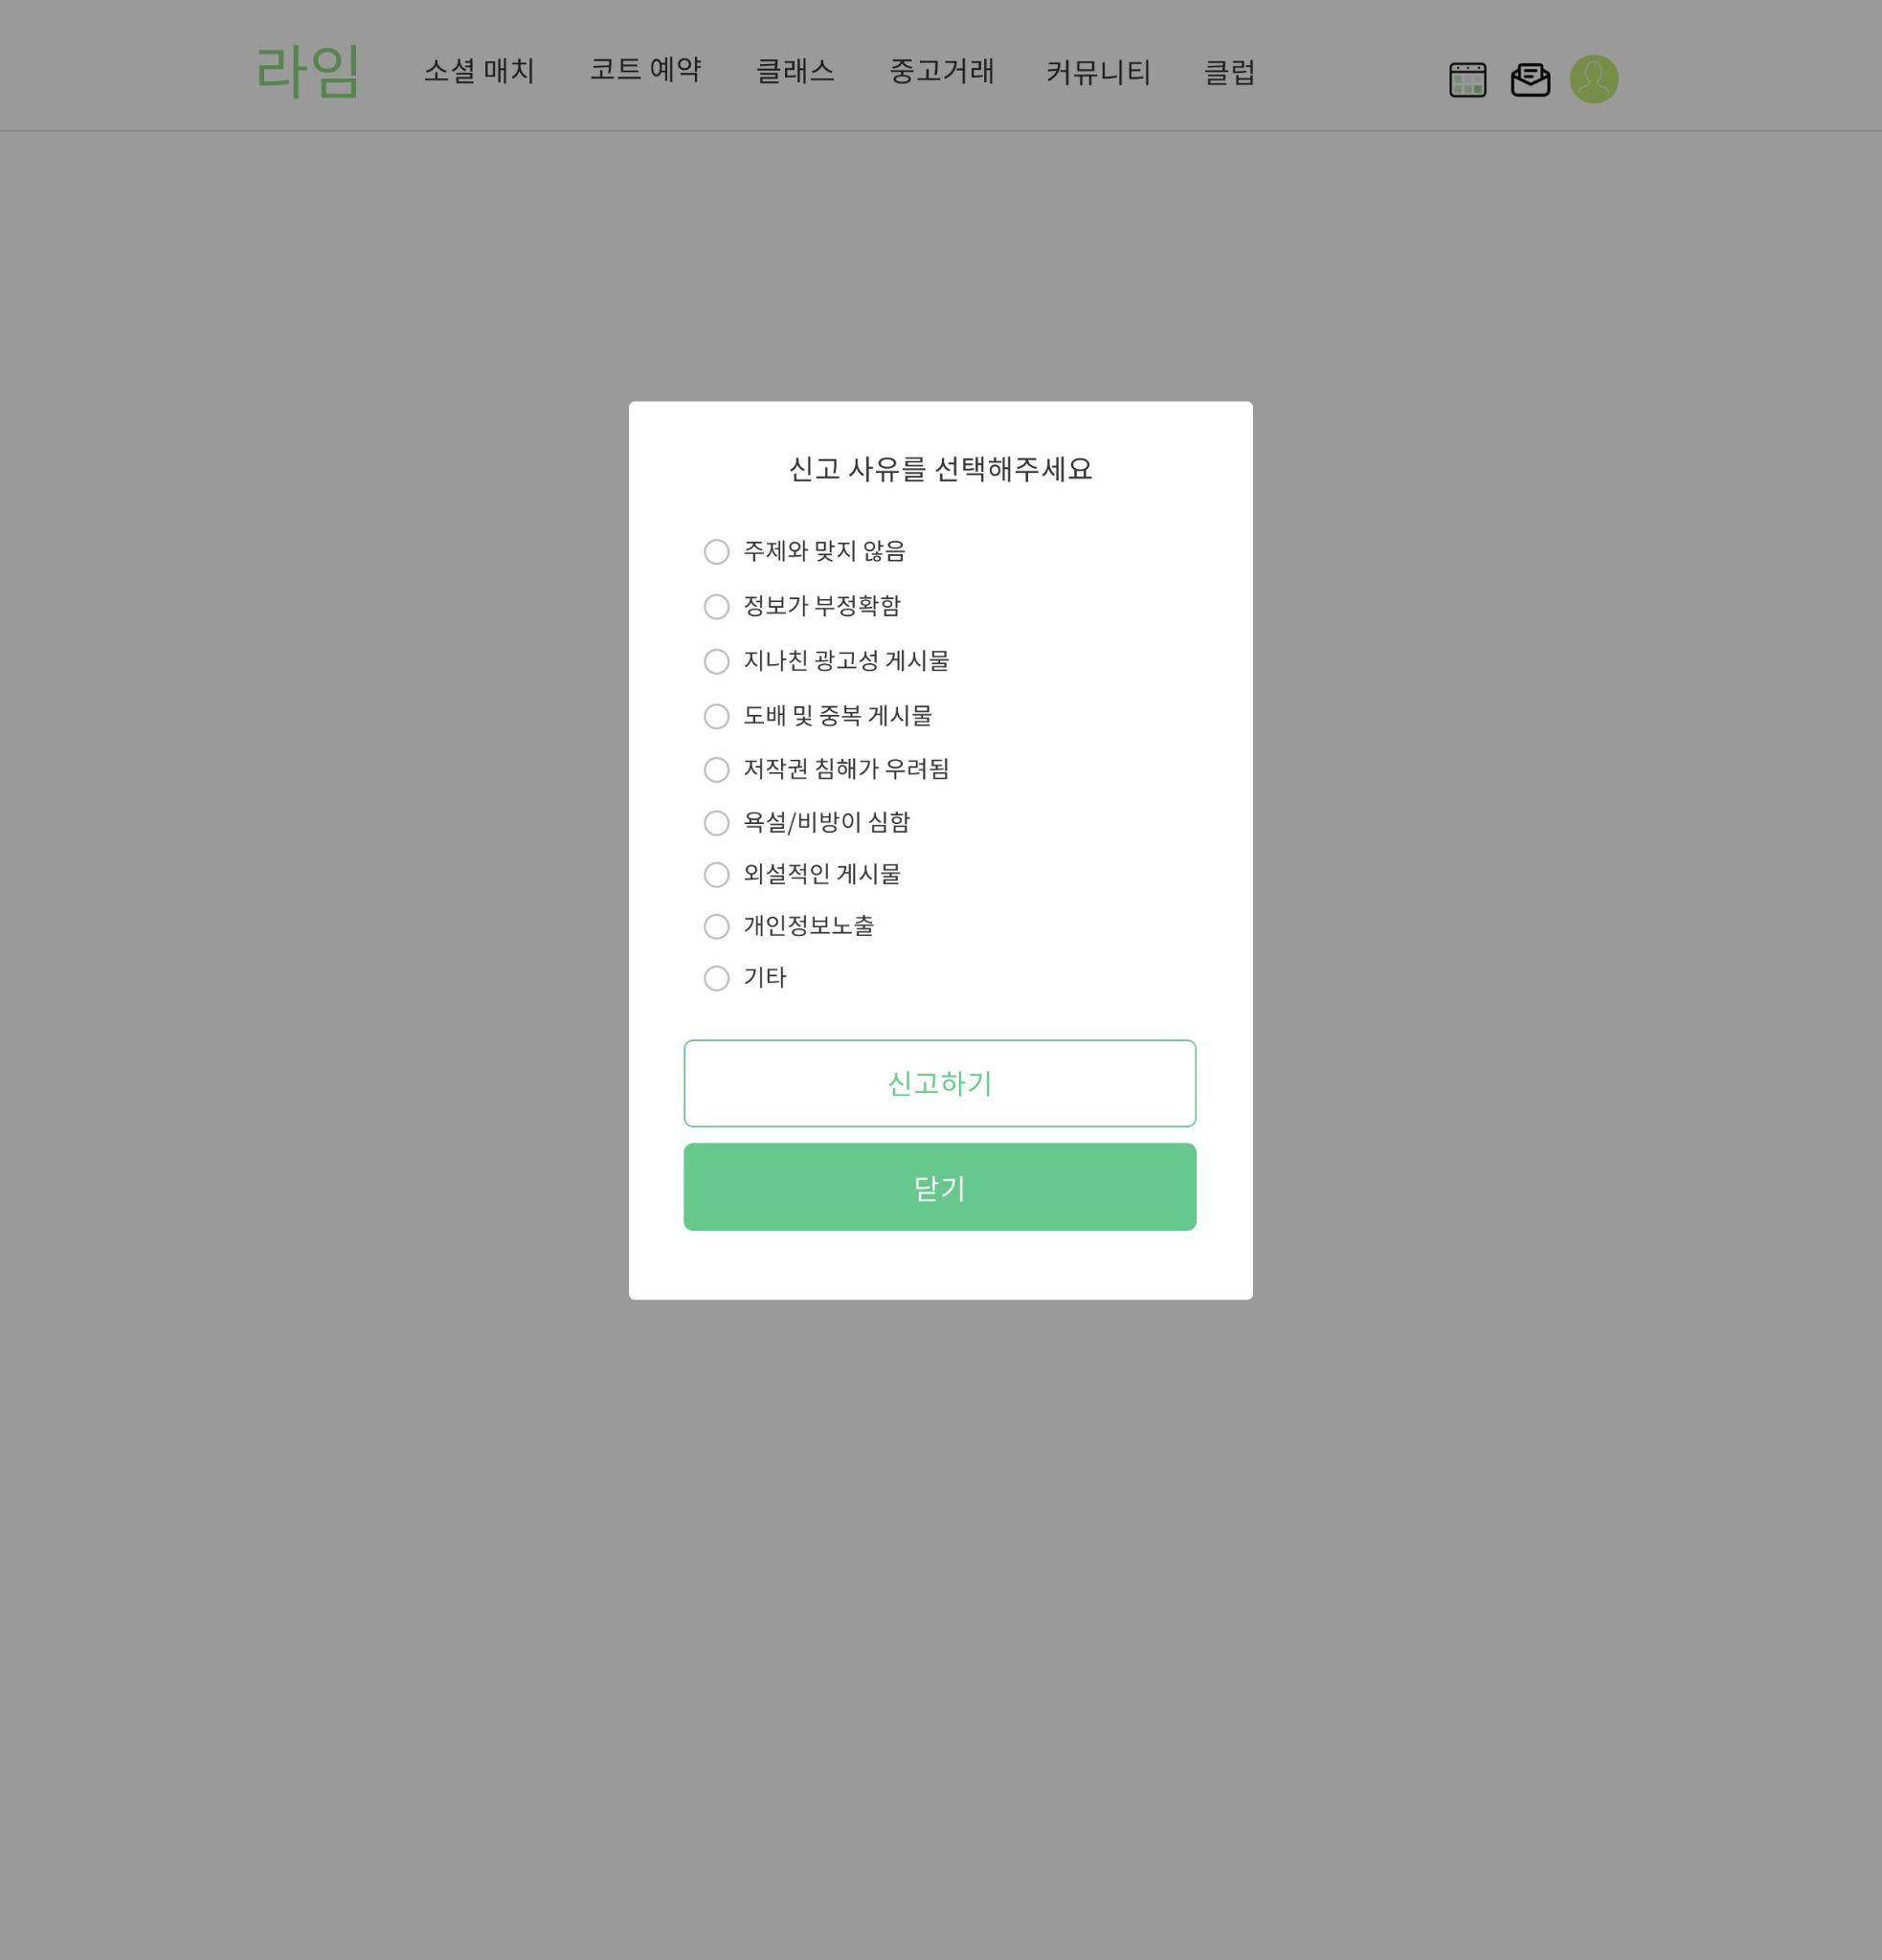 라임
소셜 매치
코트 예약
클래스
중고거래
커뮤니티
클럽
신고 사유를 선택해주세요
주제와 맞지 않음
정보가 부정확함
지나친 광고성 게시물
도배 및 중복 게시물
저작권 침해가 우려됨
욕설/비방이 심함
외설적인 게시물
개인정보노출
기타
신고하기
닫기